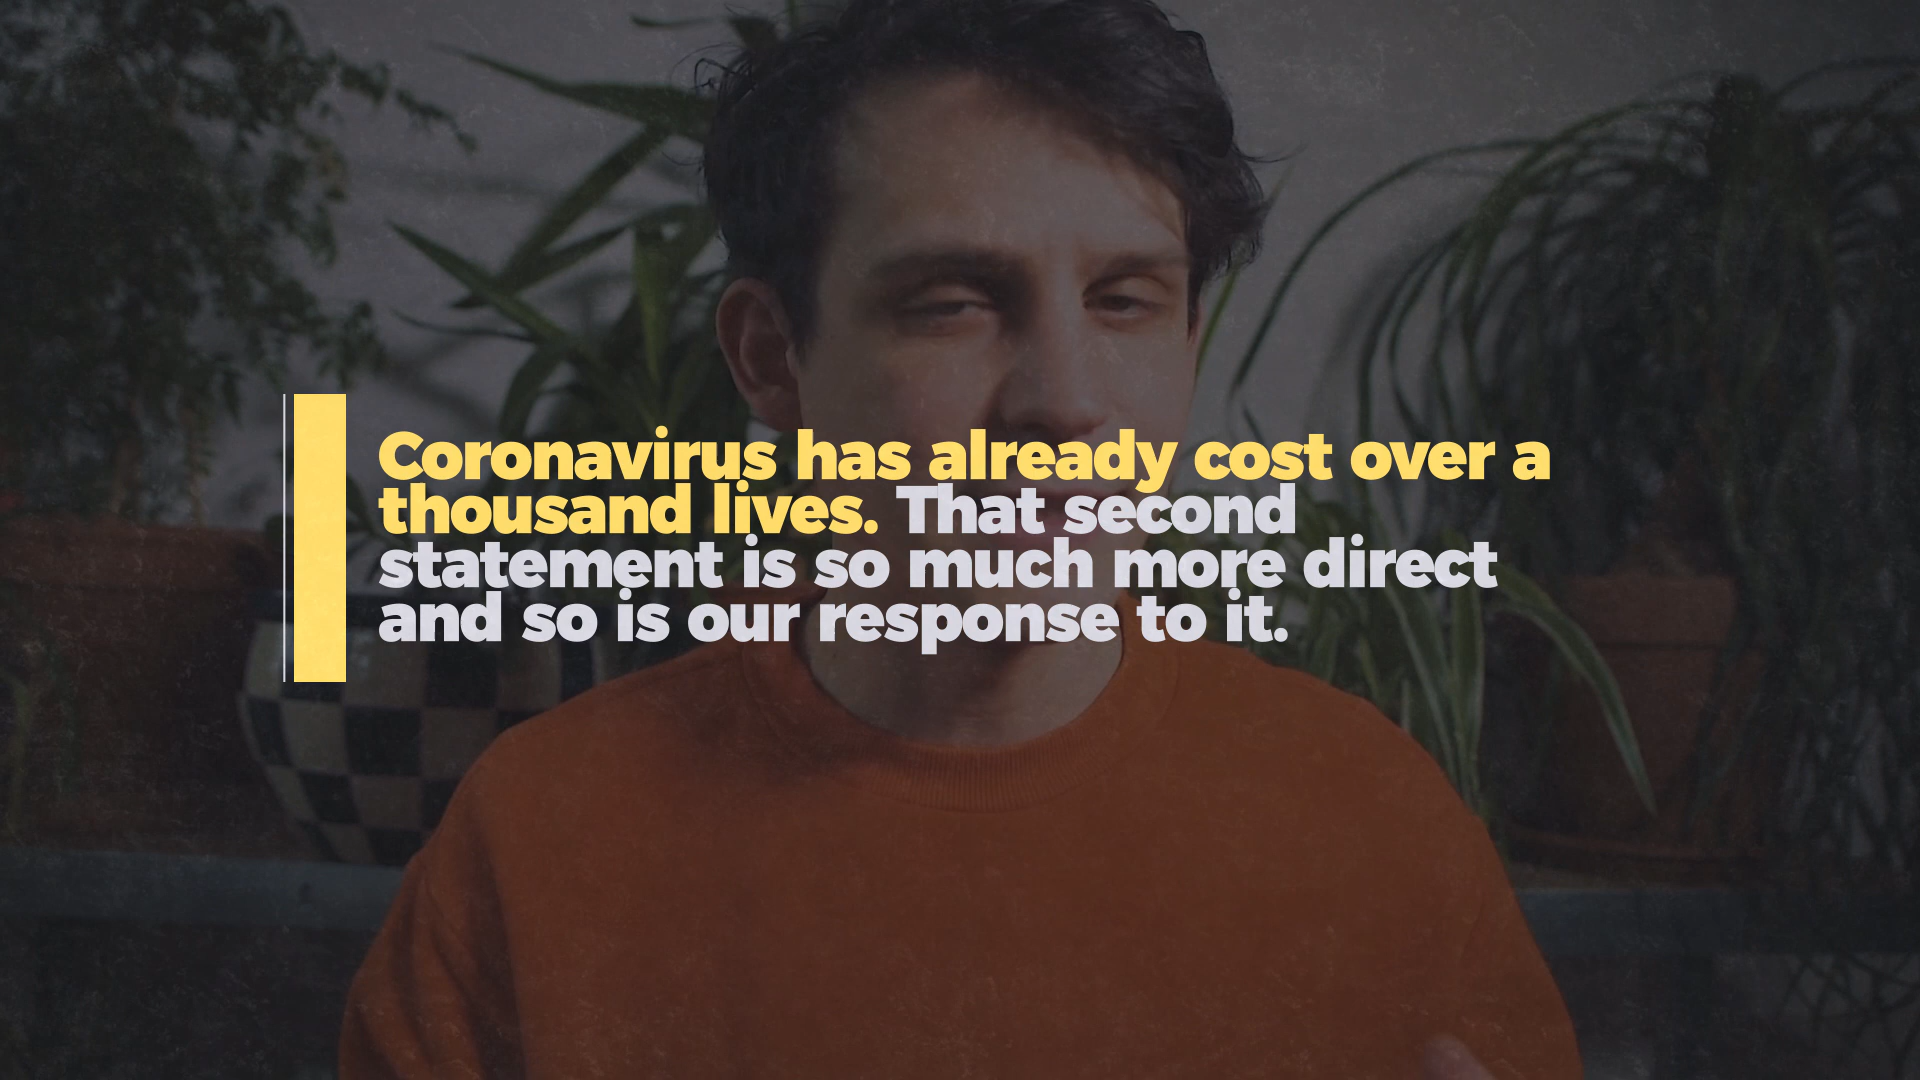 Coronavirus has already cost over a
thousand lives. That second
statement is so much more direct
and so is our response to it.